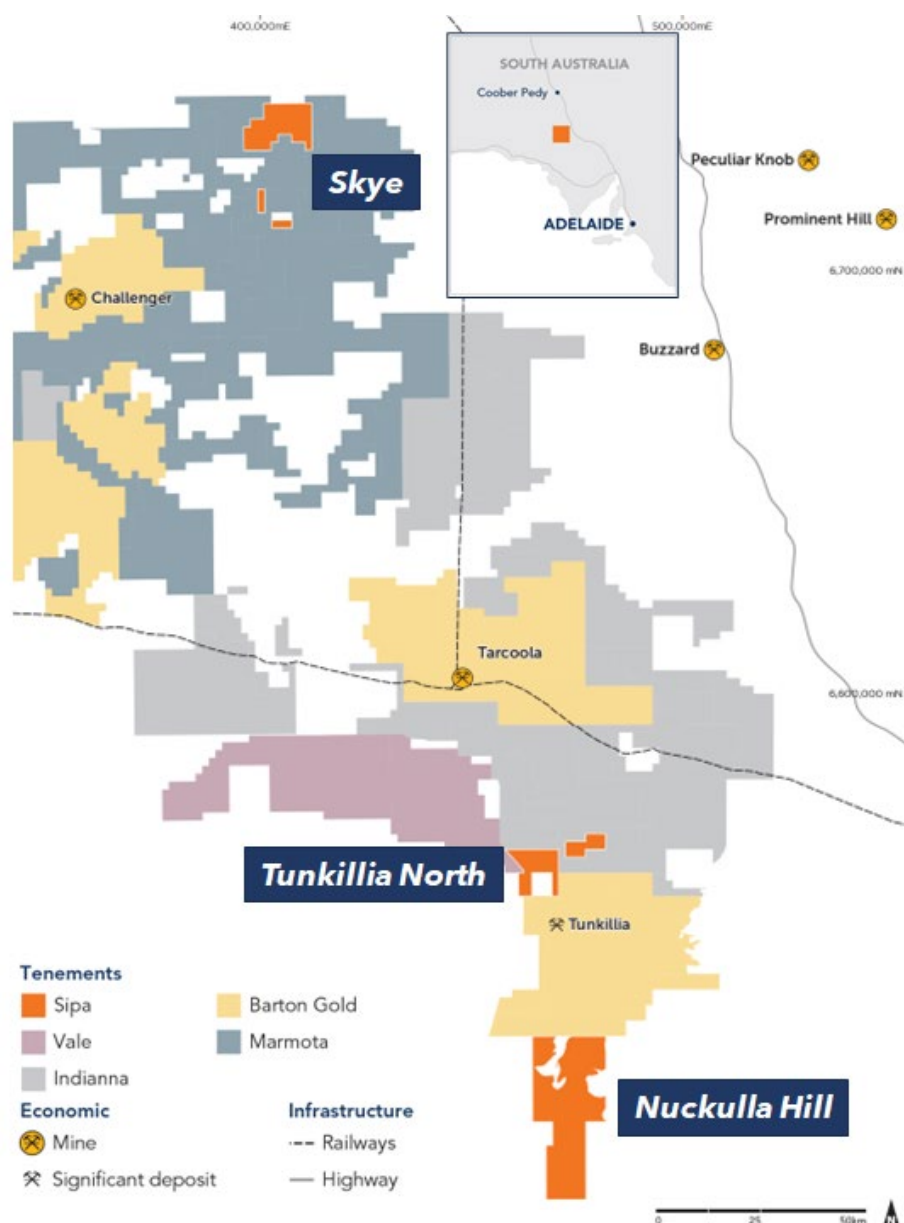 400,000mE
500,000mE
SOUTH AUSTRALIA
Coober Pedy
ADELAIDE
Peculiar Knob
Prominent Hill
Skye
6,700,000 mN
Challenger
Buzzard
Tarcoola
6,600,000 mN
Tunkillia North
Tunkillia
Tenements
Sipa
Barton Gold
Vale
Marmota
Indianna
Nuckulla Hill
Economic
Infrastructure
Mine
Railways
Significant deposit
Highway
0 25 50km
N